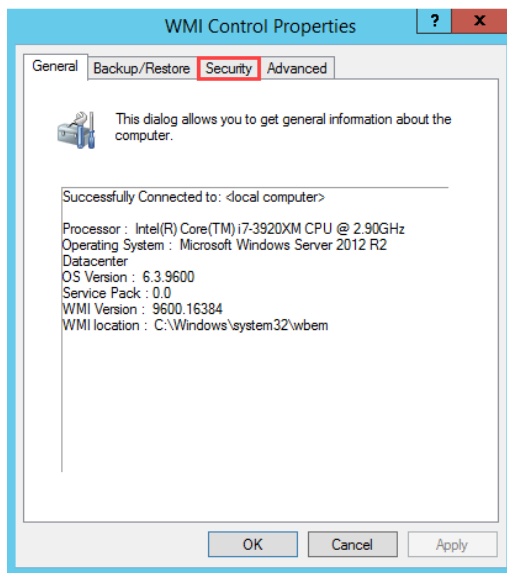 WMI Control Properties
?
x
General
Backup/Restore
Security
Advanced
This dialog allows you to get general information about the
computer.
Successfully Connected to: <local computer>
Processor : Intel(R) Core(TM) i7-3920XM CPU @ 2.90GHz
Operating System : Microsoft Windows Server 2012 R2
Datacenter
OS Version : 6.3.9600
Service Pack : 0.0
WMI Version : 9600.16384
WMI location : C:\Windows\system32\wbem
OK
Cancel
Apply